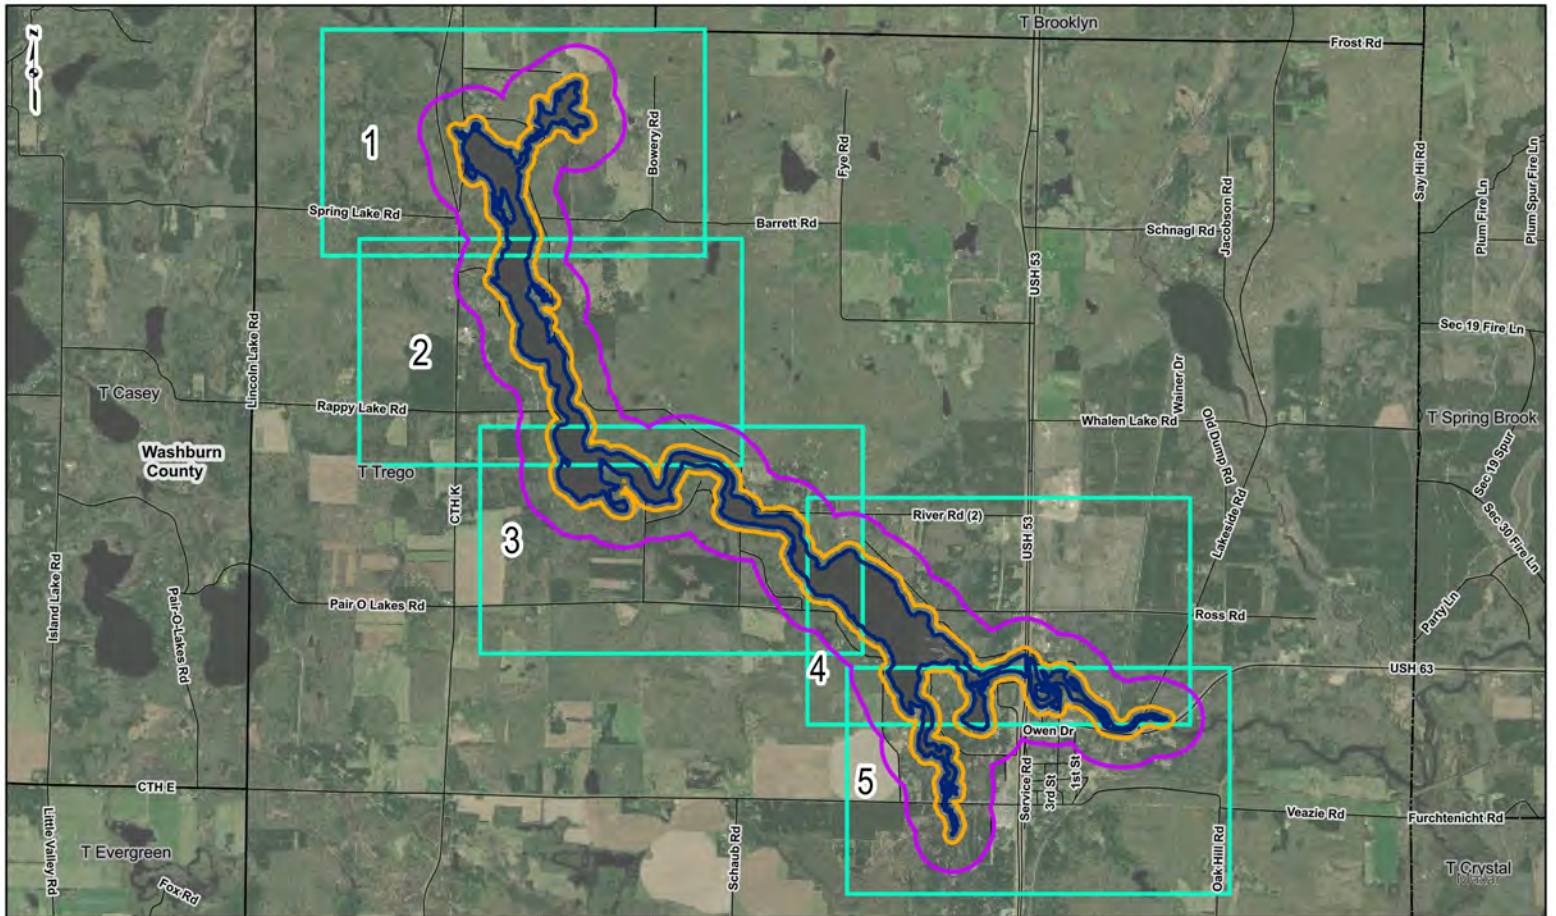 Z
T Brooklyn
Frost Rd
1
Bowery Rd
Fye Rd
Say Hi Rd
Plum Fire Ln
Plum Spur Fire Ln
Jacobson Rd
Spring Lake Rd
Barrett Rd
Schnagl Rd
USH 53
Lincoln Lake Rd
2
Sec 19 Fire Ln
T Casey
Rappy Lake Rd
Wainer Dr
Whalen Lake Rd
Old Dump Rd
T Spring Brook
Washburn
County
T Trego
CTH K
Sec 19 Spur
3
River Rd (2)
USH 53
Lakeside Rd
Sec 30 Fire Ln
Island Lake Rd
Pair-O-Lakes Rd
Pair O Lakes Rd
Ross Rd
Party Ln
4
USH 63
Owen Dr
5
CTH E
Service Rd
3rd St
1st St
Veazie Rd
Furchtenicht Rd
Little Valley Rd
T Evergreen
Fox Rd
Schaub Rd
Oak Hill Rd
T Crystal